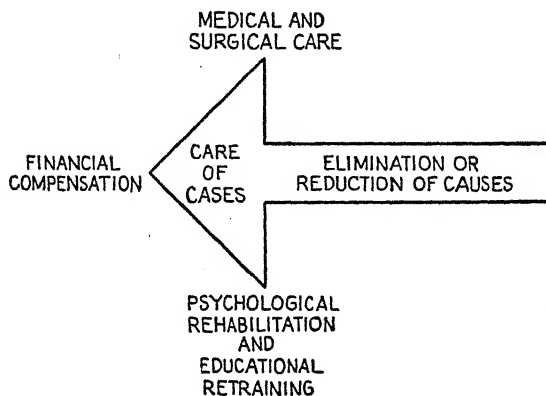 MEDICAL AND
SURGICAL CARE
FINANCIAL
COMPENSATION
CARE
OF
CASES
ELIMINATION OR
REDUCTION OF CAUSES
PSYCHOLOGICAL
REHABILITATION
AND
EDUCATIONAL
RETRAINING